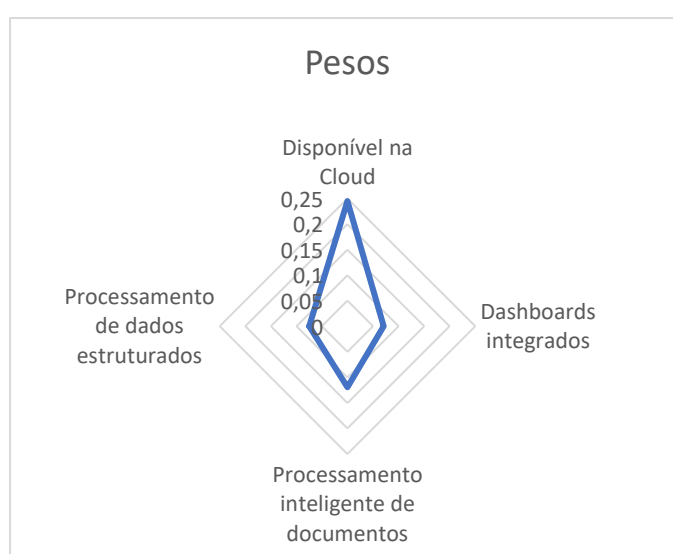 Pesos
Disponível na
Cloud
0,25
0,2
0,15
0,1
0,05
0
Processamento
de dados
estruturados
Dashboards
integrados
Processamento
inteligente de
documentos